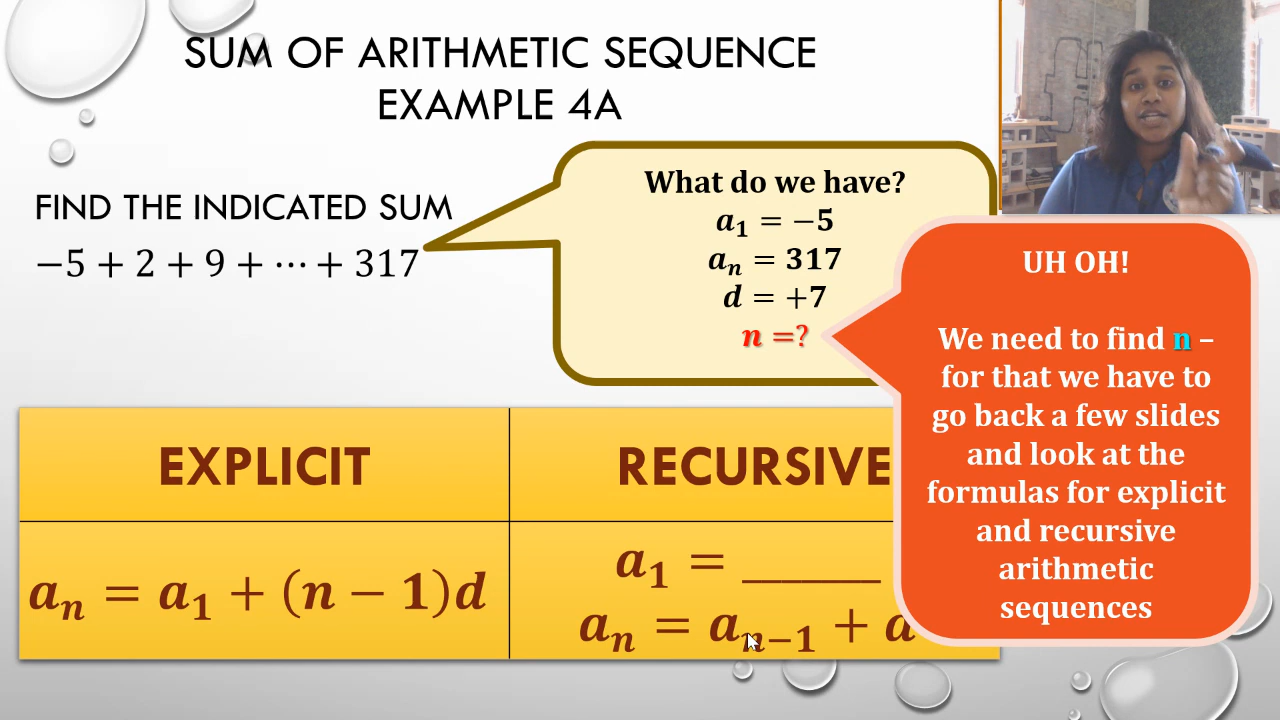 SUM OF ARITHMETIC SEQUENCE
EXAMPLE 4A
FIND THE INDICATED SUM
−5 + 2 + 9 + ⋯ + 317
What do we have?
a₁ = −5
aₙ = 317
d = +7
n =?
UH OH!
We need to find n –
for that we have to
go back a few slides
and look at the
formulas for explicit
and recursive
arithmetic
sequences
EXPLICIT
RECURSIVE
aₙ = a₁ + (n − 1)d
a₁ = ______
aₙ = aₙ₋₁ + d